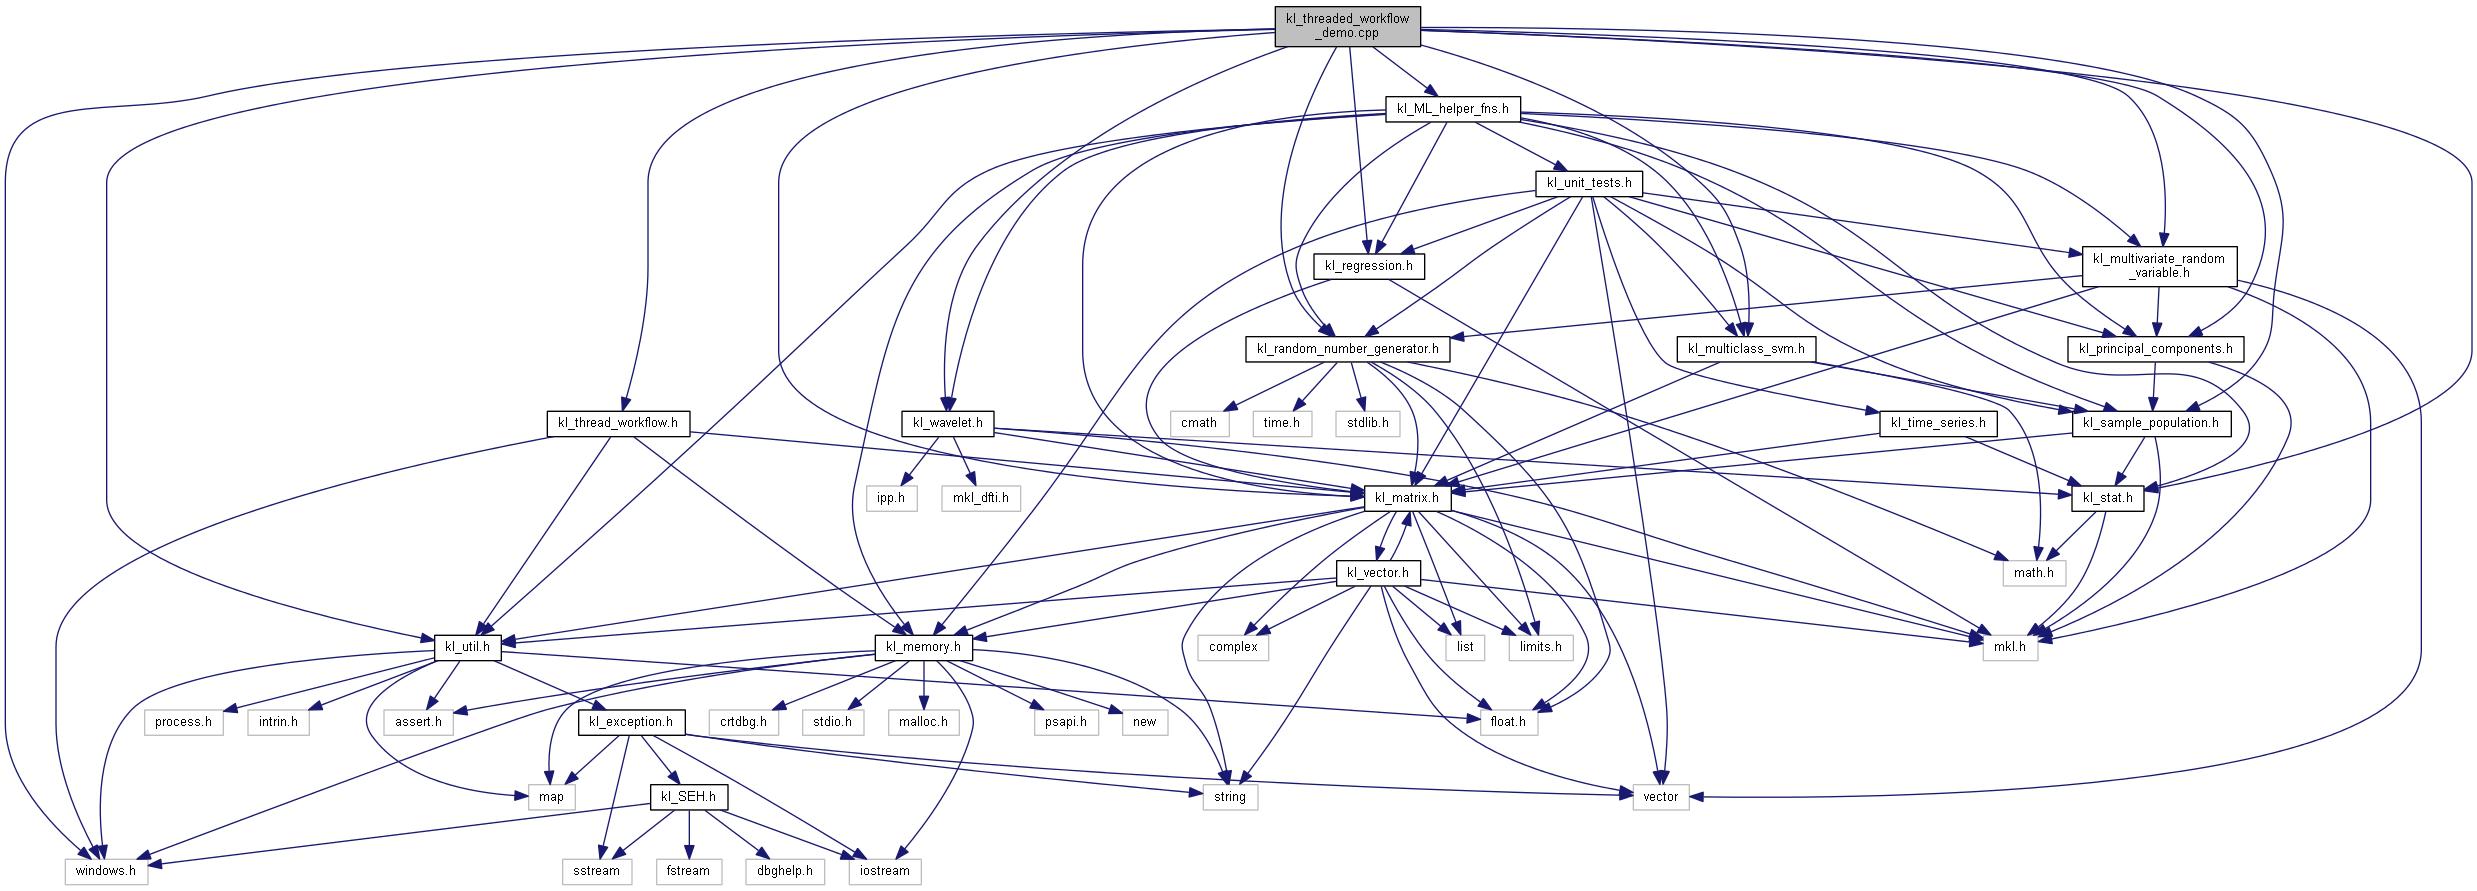 kl_threaded_workflow
_demo.cpp
kl_ML_helper_fns.h
kl_unit_tests.h
kl_regression.h
kl_multivariate_random
_variable.h
kl_random_number_generator.h
kl_multiclass_svm.h
kl_principal_components.h
kl_thread_workflow.h
kl_wavelet.h
cmath
time.h
stdlib.h
kl_time_series.h
kl_sample_population.h
ipp.h
mkl_dfti.h
kl_matrix.h
kl_stat.h
kl_vector.h
math.h
kl_util.h
kl_memory.h
complex
list
limits.h
mkl.h
process.h
intrin.h
assert.h
kl_exception.h
crtdbg.h
stdio.h
malloc.h
psapi.h
new
float.h
map
kl_SEH.h
string
vector
windows.h
sstream
fstream
dbghelp.h
iostream